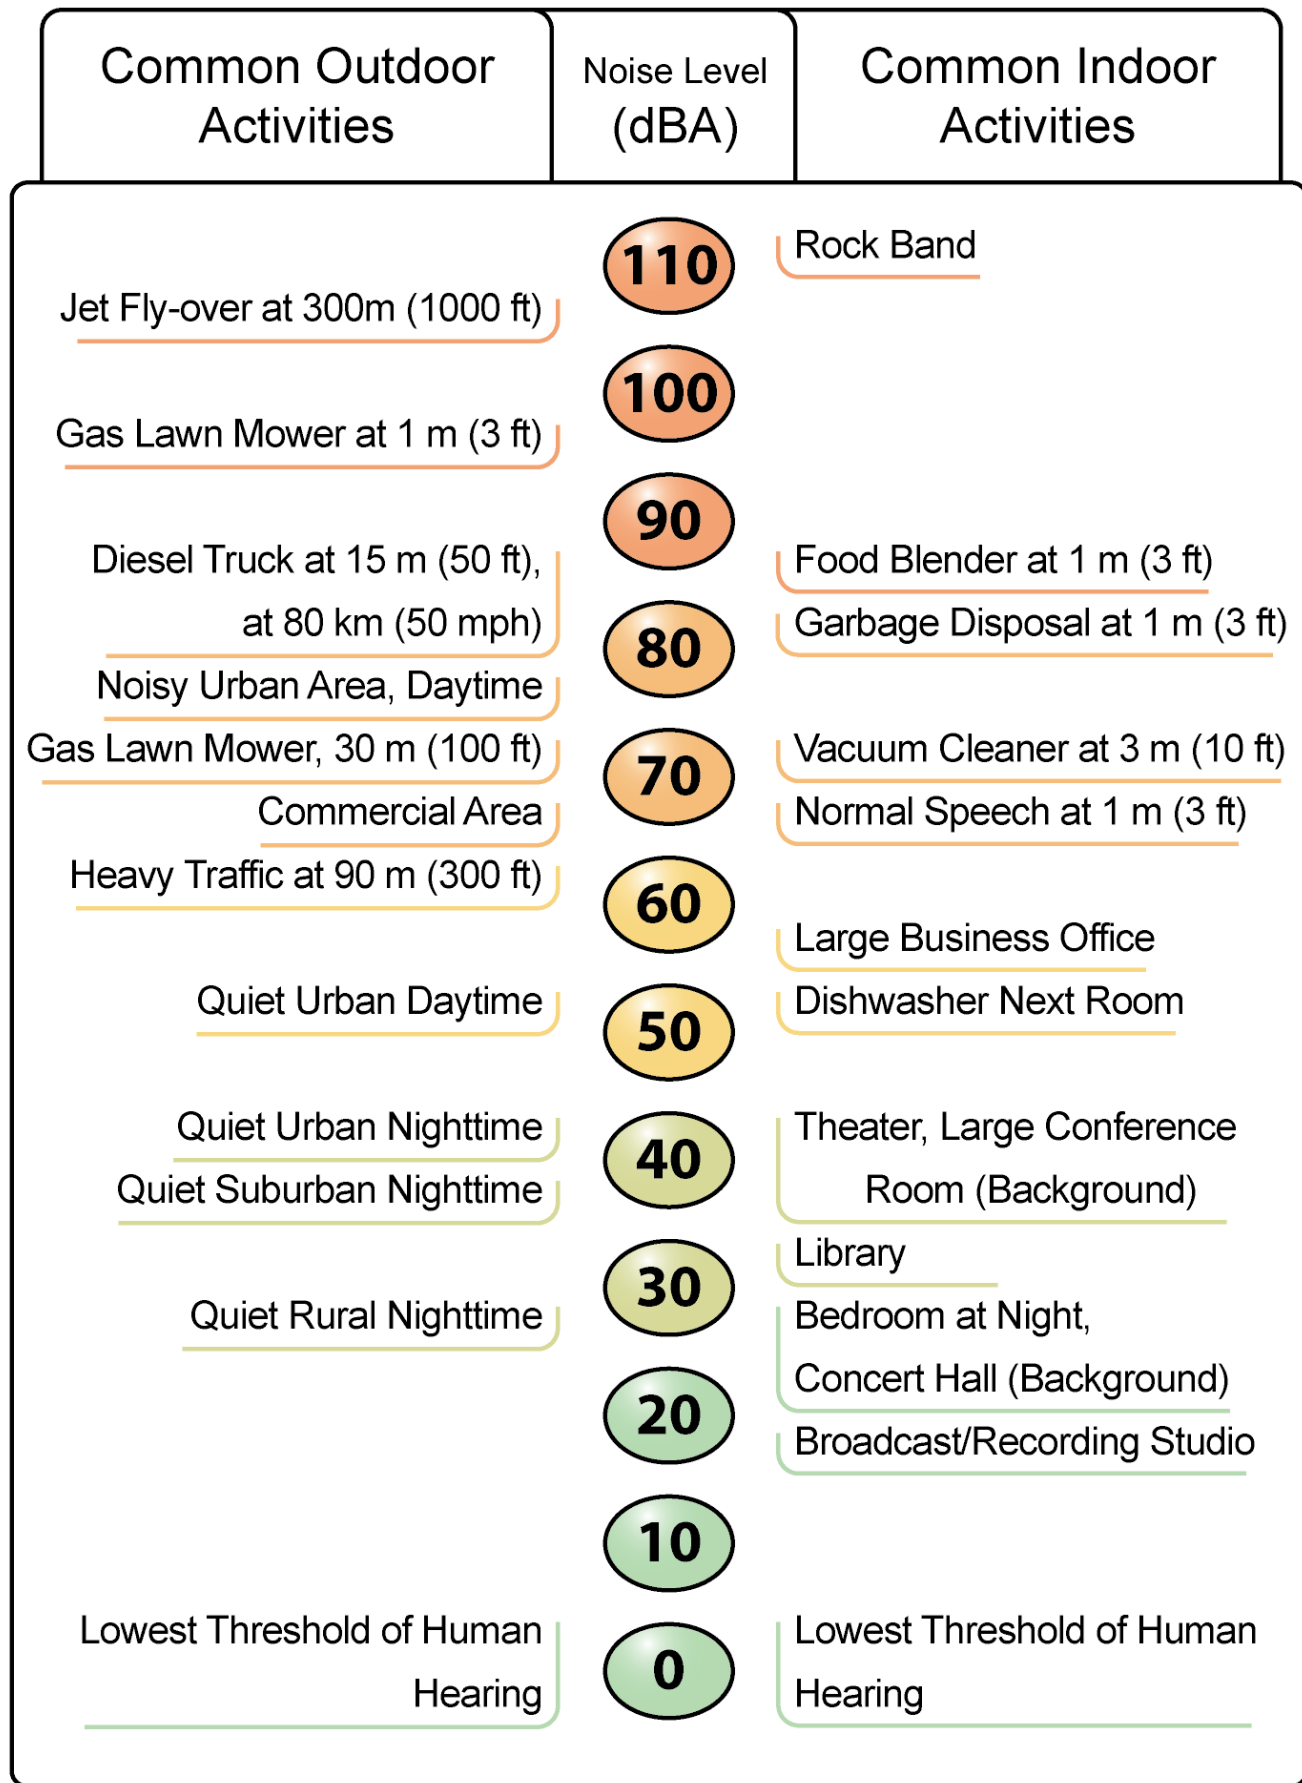 Common Outdoor
Activities
Noise Level
(dBA)
Common Indoor
Activities
110
Rock Band
Jet Fly-over at 300m (1000 ft)
100
Gas Lawn Mower at 1 m (3 ft)
90
Diesel Truck at 15 m (50 ft),
at 80 km (50 mph)
Food Blender at 1 m (3 ft)
80
Garbage Disposal at 1 m (3 ft)
Noisy Urban Area, Daytime
Gas Lawn Mower, 30 m (100 ft)
70
Vacuum Cleaner at 3 m (10 ft)
Commercial Area
Normal Speech at 1 m (3 ft)
Heavy Traffic at 90 m (300 ft)
60
Large Business Office
Quiet Urban Daytime
50
Dishwasher Next Room
Quiet Urban Nighttime
40
Theater, Large Conference
Room (Background)
Quiet Suburban Nighttime
Library
30
Quiet Rural Nighttime
Bedroom at Night,
Concert Hall (Background)
20
Broadcast/Recording Studio
10
Lowest Threshold of Human
Hearing
0
Lowest Threshold of Human
Hearing